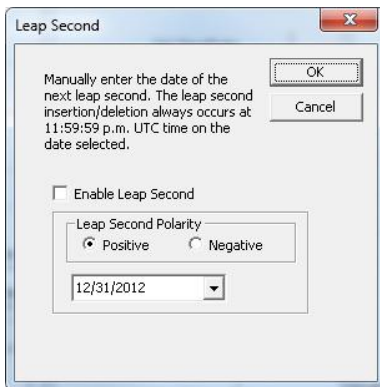 Leap Second
Manually enter the date of the
next leap second. The leap second
insertion/deletion always occurs at
11:59:59 p.m. UTC time on the
date selected.
OK
Cancel
Enable Leap Second
Leap Second Polarity
Positive
Negative
12/31/2012